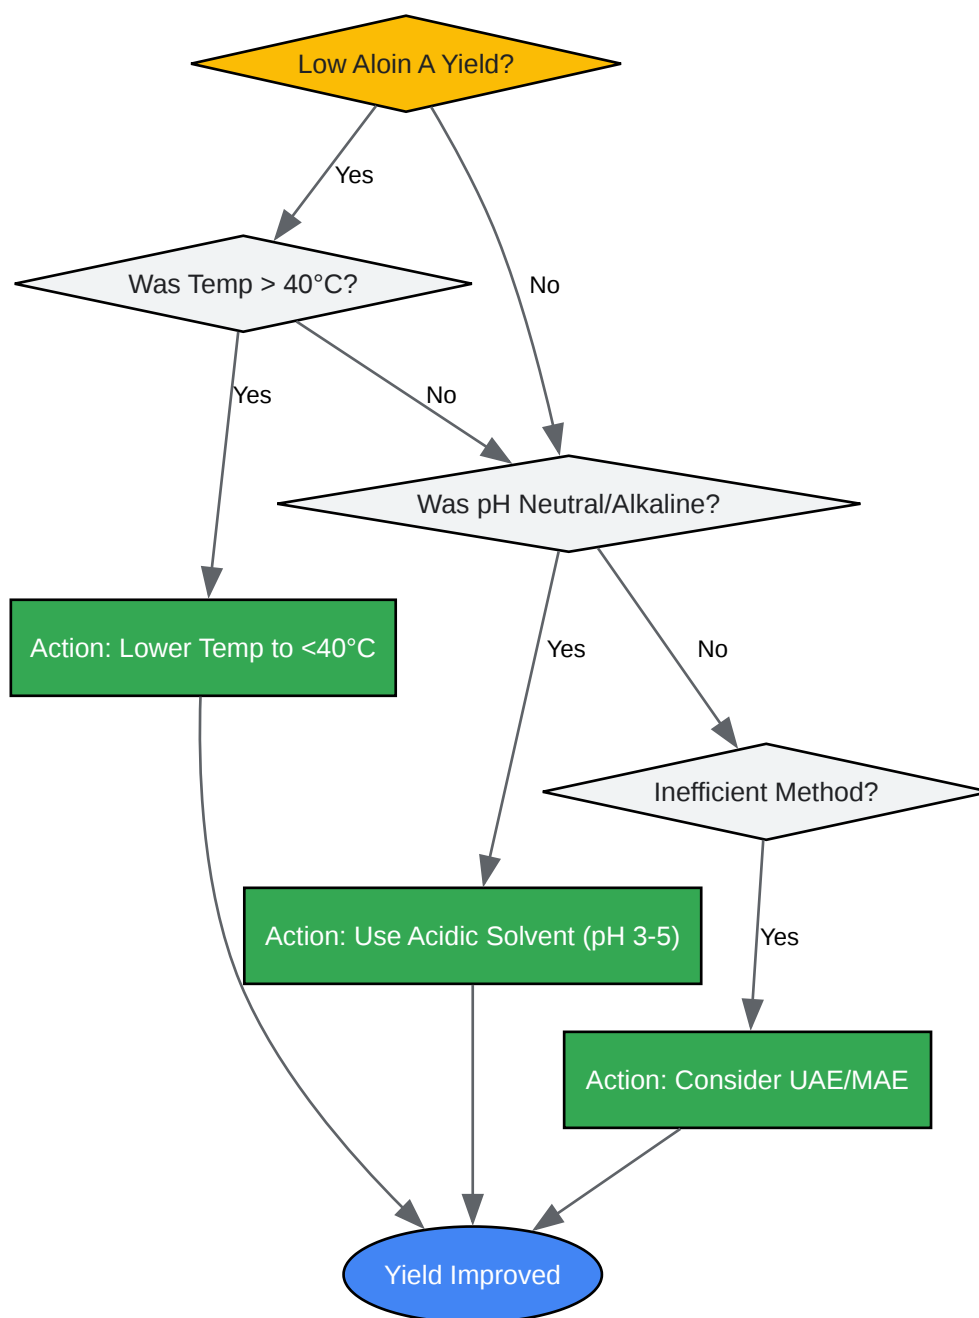 Low Aloin A Yield?
Yes
Was Temp > 40°C?
No
Yes
No
Was pH Neutral/Alkaline?
Action: Lower Temp to <40°C
Yes
No
Inefficient Method?
Action: Use Acidic Solvent (pH 3-5)
Yes
Action: Consider UAE/MAE
Yield Improved